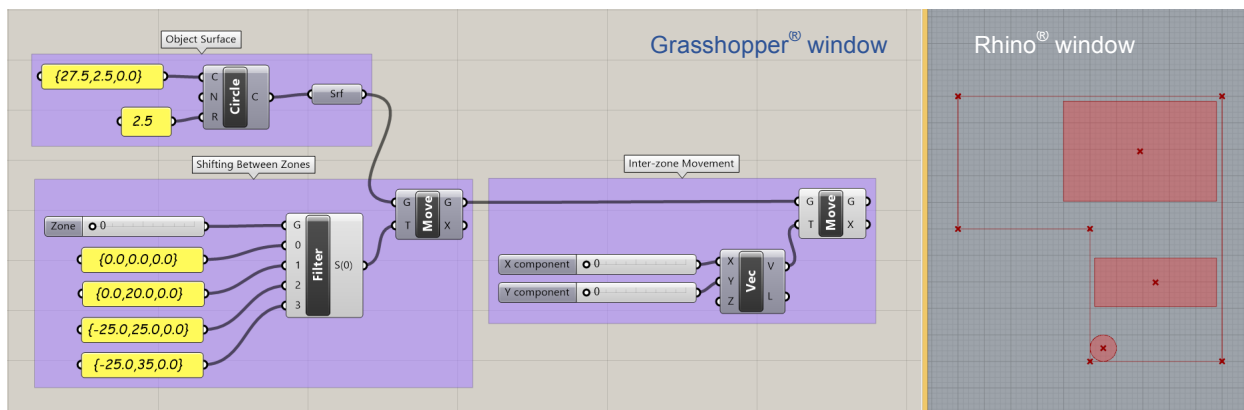 Grasshopper® window
Rhino® window
Object Surface
{27.5,2.5,0.0}
2.5
C
N
R
Circle
C
Srf
Shifting Between Zones
Zone
0
{0.0,0.0,0.0}
{0.0,20.0,0.0}
{-25.0,25.0,0.0}
{-25.0,35,0.0}
G
0
1
2
3
Filter
S(0)
G
T
Move
G
X
Inter-zone Movement
X component
0
Y component
0
X
Y
Z
Vec
V
L
G
T
Move
G
X